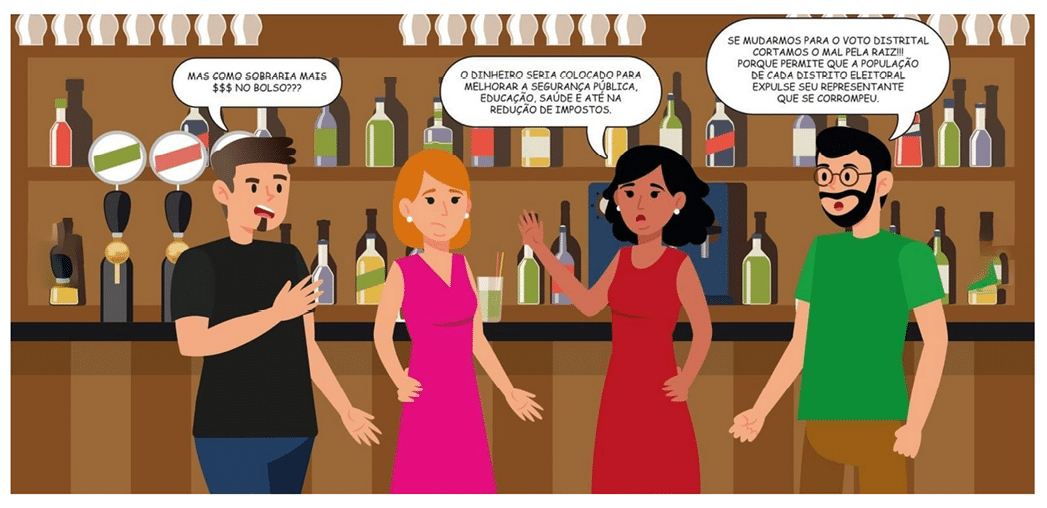 MAS COMO SOBRARIA MAIS
$$$ NO BOLSO???
O DINHEIRO SERIA COLOCADO PARA
MELHORAR A SEGURANÇA PÚBLICA,
EDUCAÇÃO, SAÚDE E ATÉ NA
REDUÇÃO DE IMPOSTOS.
SE MUDARMOS PARA O VOTO DISTRITAL
CORTAMOS O MAL PELA RAIZ!!!
PORQUE PERMITE QUE A POPULAÇÃO
DE CADA DISTRITO ELEITORAL
EXPULSE SEU REPRESENTANTE
QUE SE CORROMPEU.